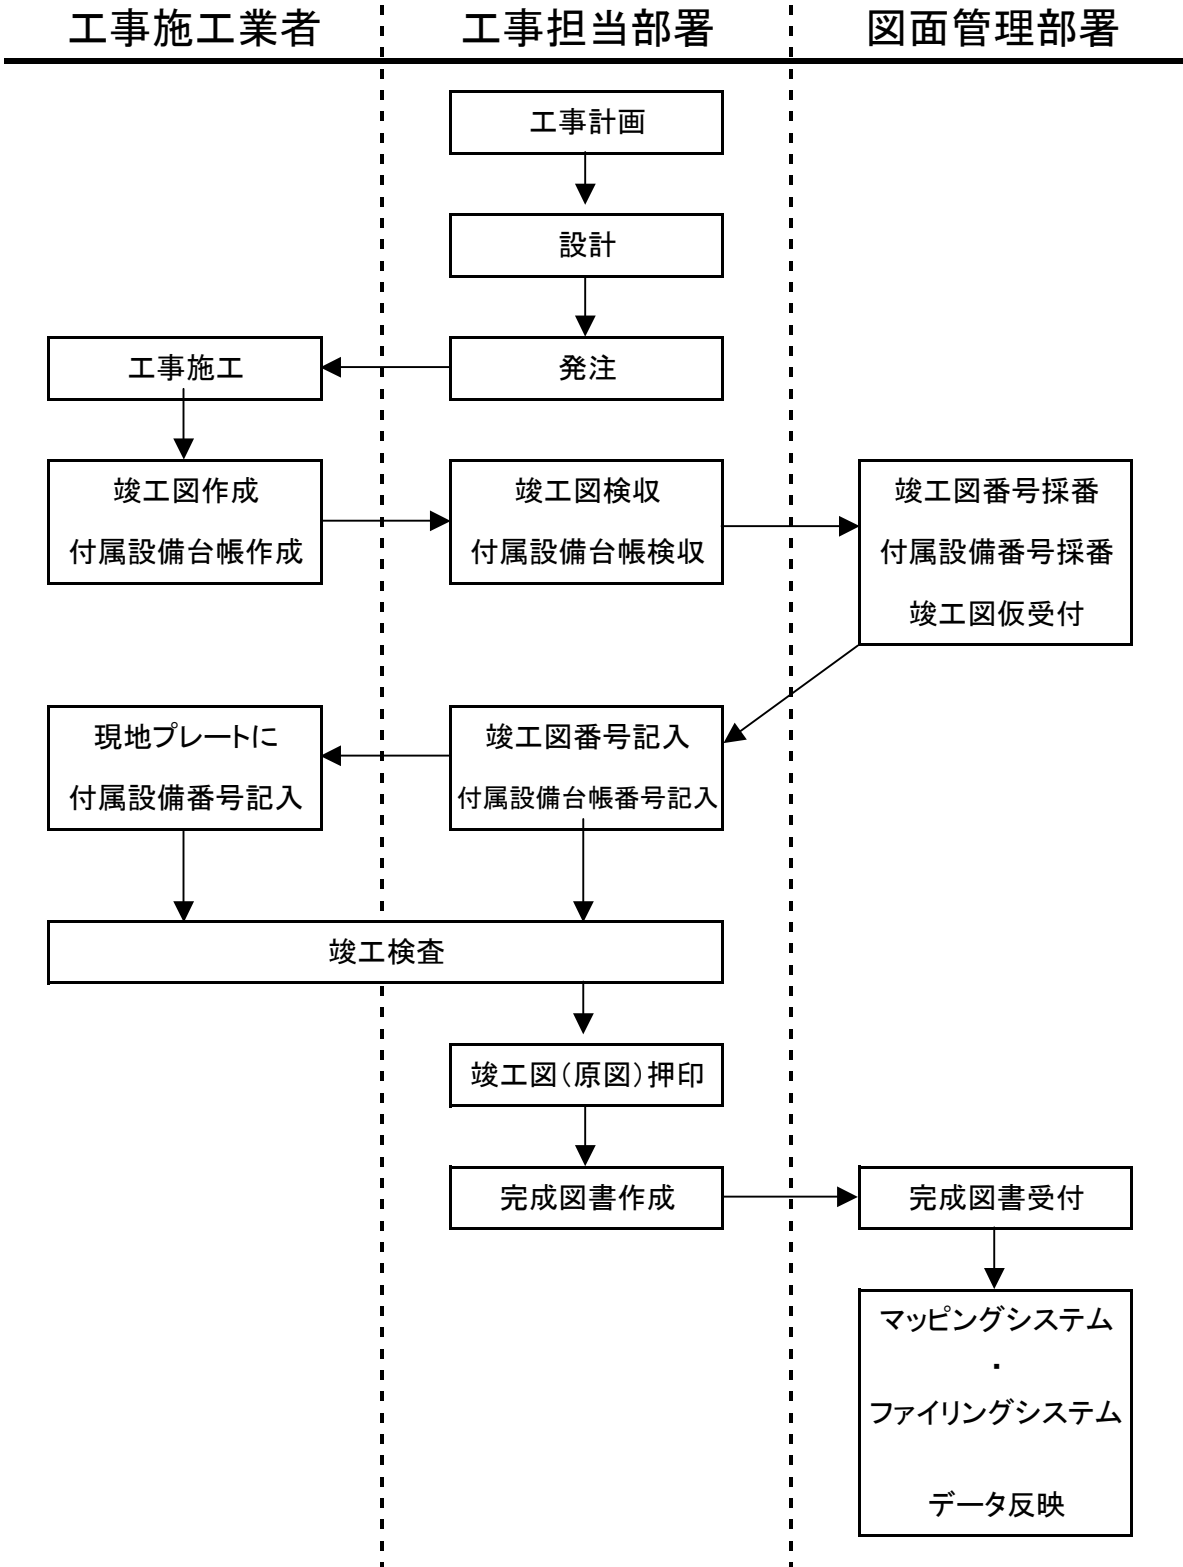 工事施工業者
工事担当部署
図面管理部署
工事計画
設計
工事施工
発注
竣工図作成
付属設備台帳作成
竣工図検収
付属設備台帳検収
竣工図番号採番
付属設備番号採番
竣工図仮受付
現地プレートに
付属設備番号記入
竣工図番号記入
付属設備台帳番号記入
竣工検査
竣工図(原図)押印
完成図書作成
完成図書受付
マッピングシステム
・
ファイリングシステム
データ反映